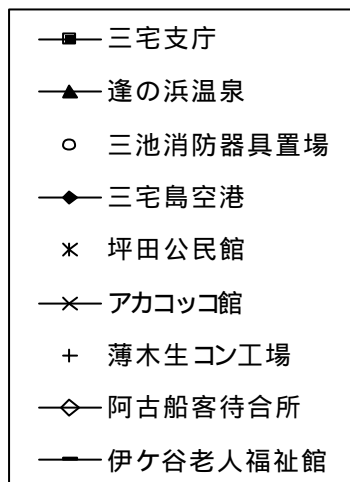 三宅支庁
逢の浜温泉
三池消防器具置場
三宅島空港
坪田公民館
アカコッコ館
薄木生コン工場
阿古船客待合所
伊ケ谷老人福祉館